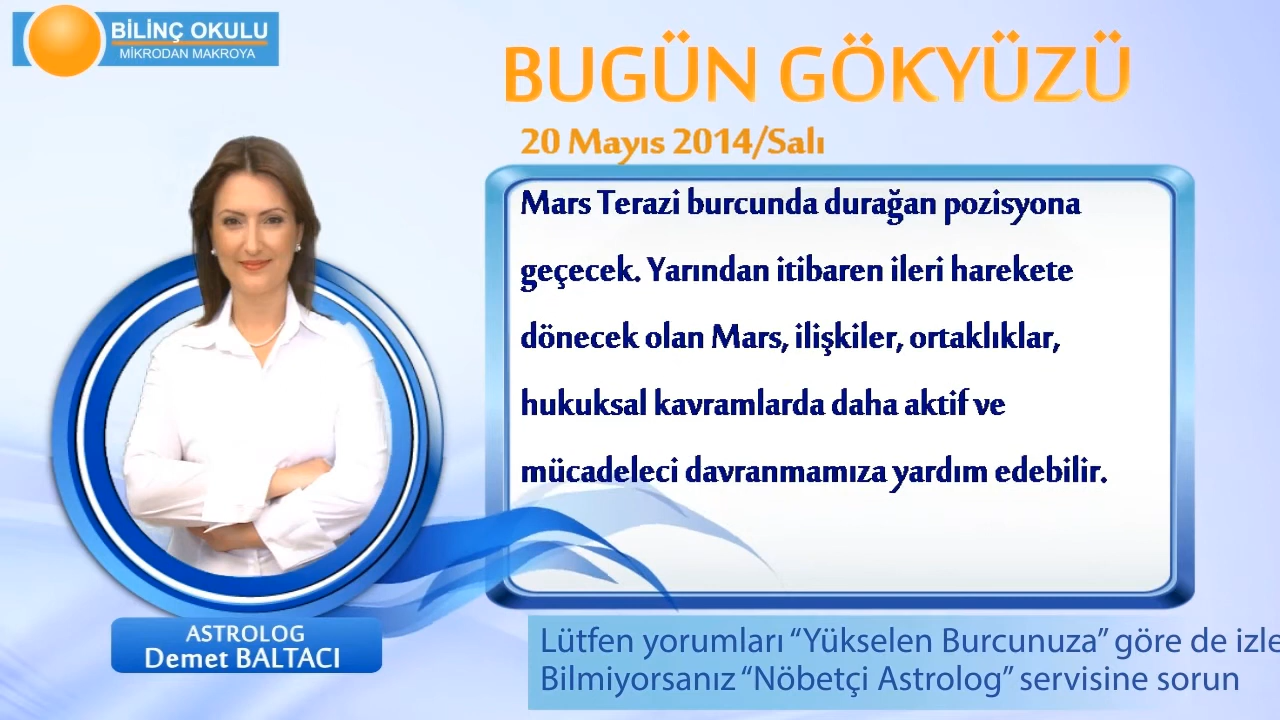 BİLİNÇ OKULU
MİKRODAN MAKROYA
BUGÜN GÖKYÜZÜ
20 Mayıs 2014/Salı
Mars Terazi burcunda durağan pozisyona
geçecek. Yarından itibaren ileri harekete
dönecek olan Mars, ilişkiler, ortaklıklar,
hukuksal kavramlarda daha aktif ve
mücadeleci davranmamıza yardım edebilir.
ASTROLOG
Demet BALTACI
Lütfen yorumları “Yükselen Burcunuza” göre de izle
Bilmiyorsanız “Nöbetçi Astrolog” servisine sorun